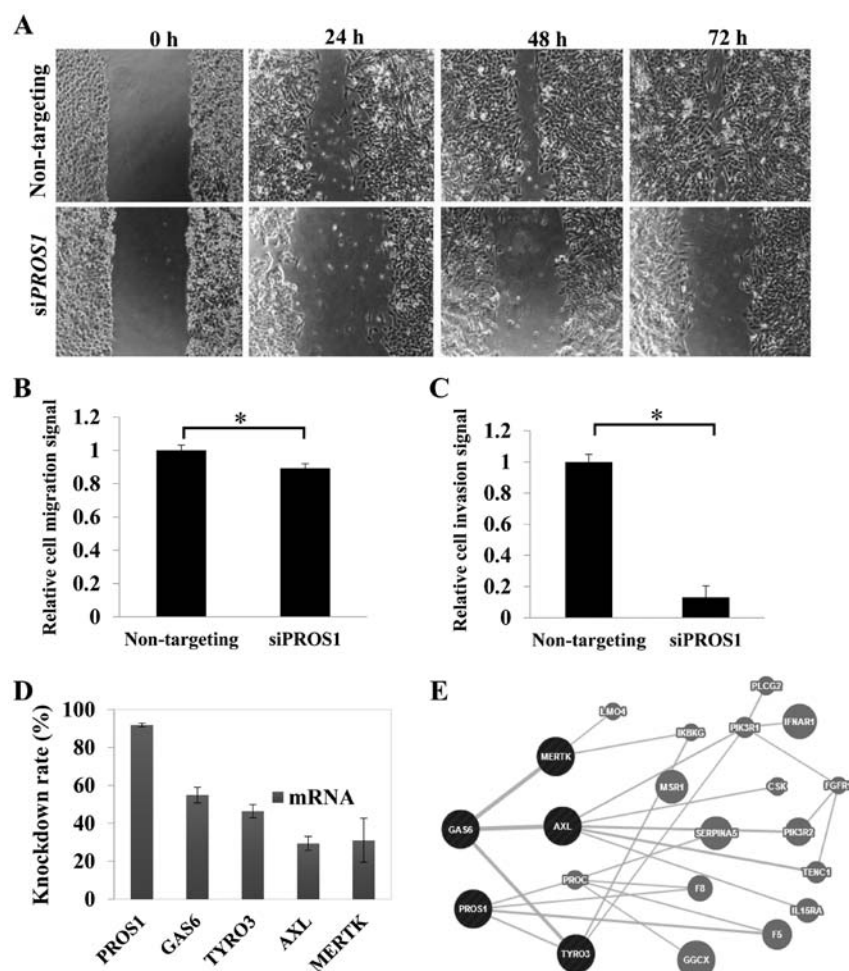 A
0 h
24 h
48 h
72 h
Non-targeting
siPROS1
B
Relative cell migration signal
1.2
1
0.8
0.6
0.4
0.2
0
*
Non-targeting
siPROS1
C
Relative cell invasion signal
1.2
1
0.8
0.6
0.4
0.2
0
*
Non-targeting
siPROS1
D
Knockdown rate (%)
100
80
60
40
20
0
mRNA
PROS1
GAS6
TYRO3
AXL
MERTK
E
PLCG2
LMO4
IFNAR1
PIK3R1
IKBKG
MERTK
MSR1
CSK
FGFR1
GAS6
AXL
SERPINA5
PIK3R2
TENC1
PROC
F8
IL15RA
PROS1
F5
TYRO3
GGCX